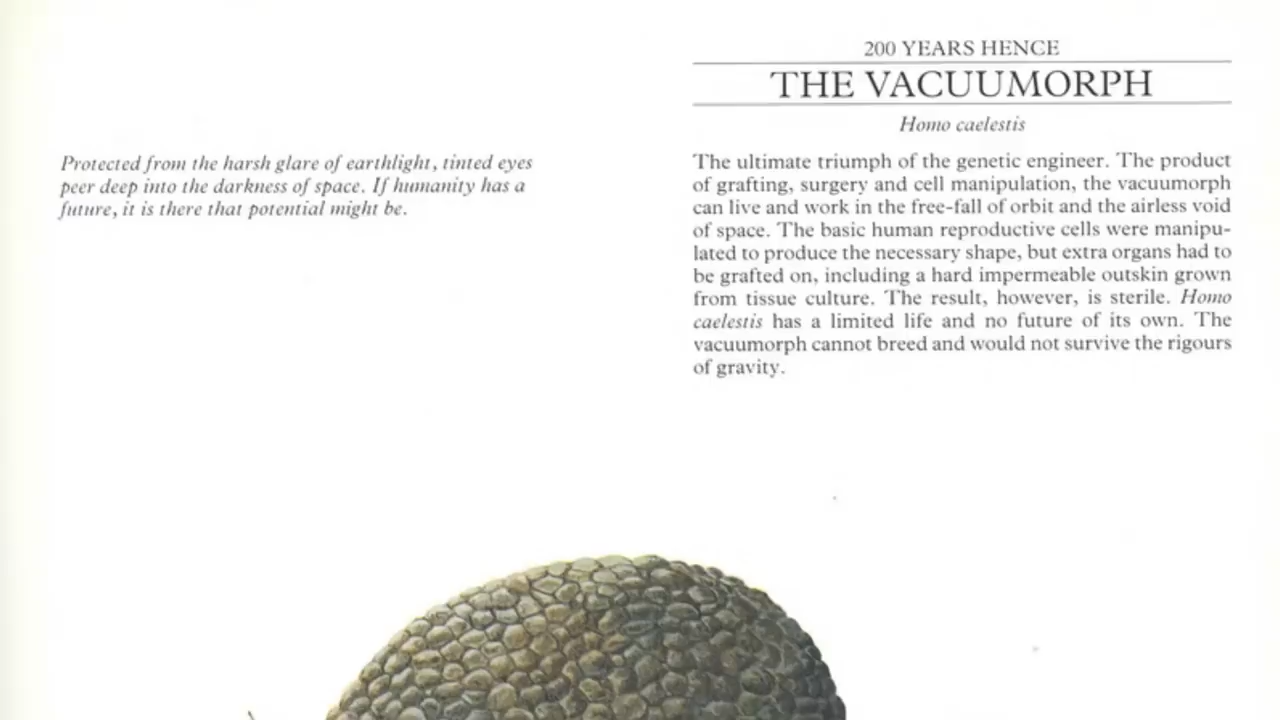 Protected from the harsh glare of earthlight, tinted eyes
peer deep into the darkness of space. If humanity has a
future, it is there that potential might be.
200 YEARS HENCE
THE VACUUMORPH
Homo caelestis
The ultimate triumph of the genetic engineer. The product
of grafting, surgery and cell manipulation, the vacuumorph
can live and work in the free-fall of orbit and the airless void
of space. The basic human reproductive cells were manipu-
lated to produce the necessary shape, but extra organs had to
be grafted on, including a hard impermeable outskin grown
from tissue culture. The result, however, is sterile. Homo
caelestis has a limited life and no future of its own. The
vacuumorph cannot breed and would not survive the rigours
of gravity.